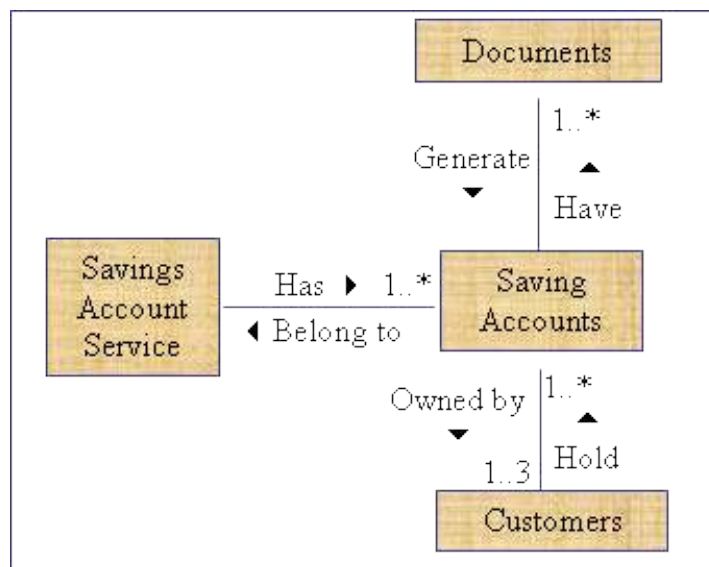 Documents
1..*
Generate
Have
Savings
Account
Service
Has 1..*
Belong to
Saving
Accounts
Owned by
1..*
1..3
Hold
Customers